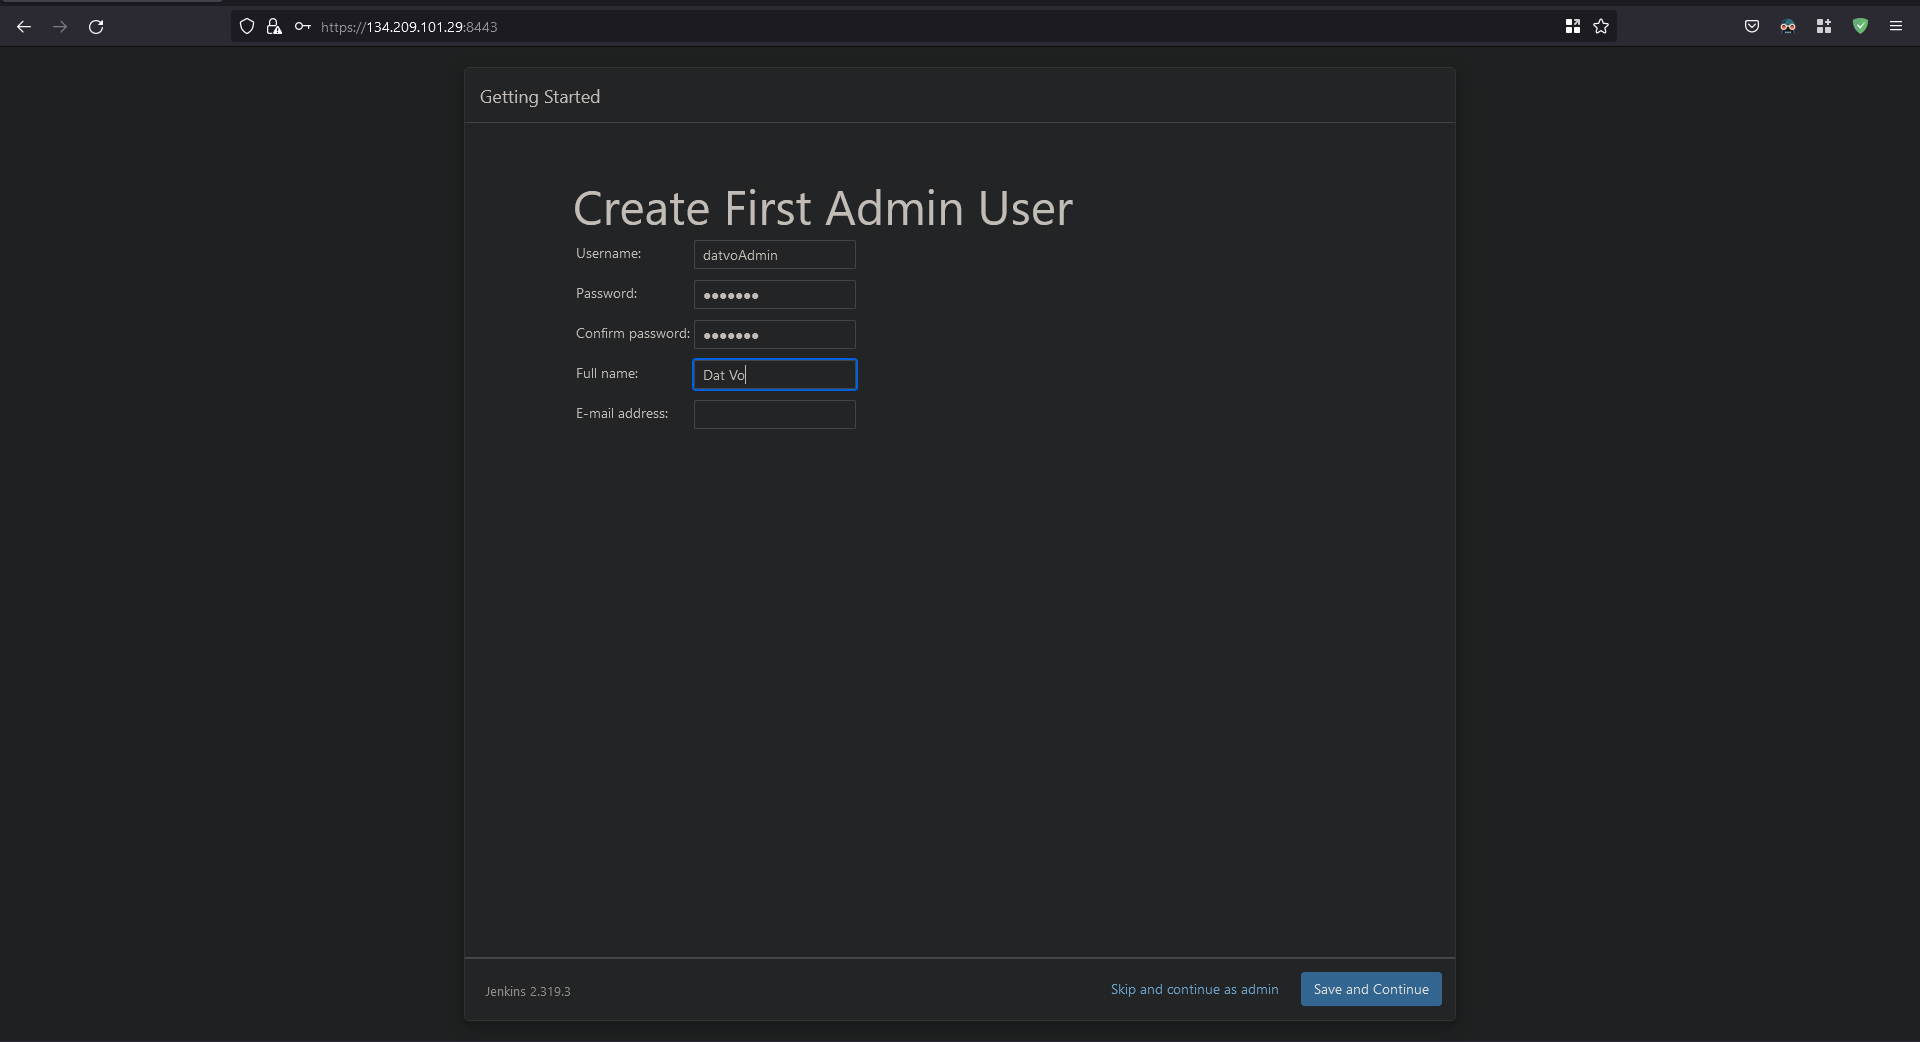 https://134.209.101.29:8443
Getting Started
Create First Admin User
Username: datvoAdmin
Password: •••••••
Confirm password: •••••••
Full name: Dat Vo
E-mail address:
Jenkins 2.319.3 Skip and continue as admin Save and Continue